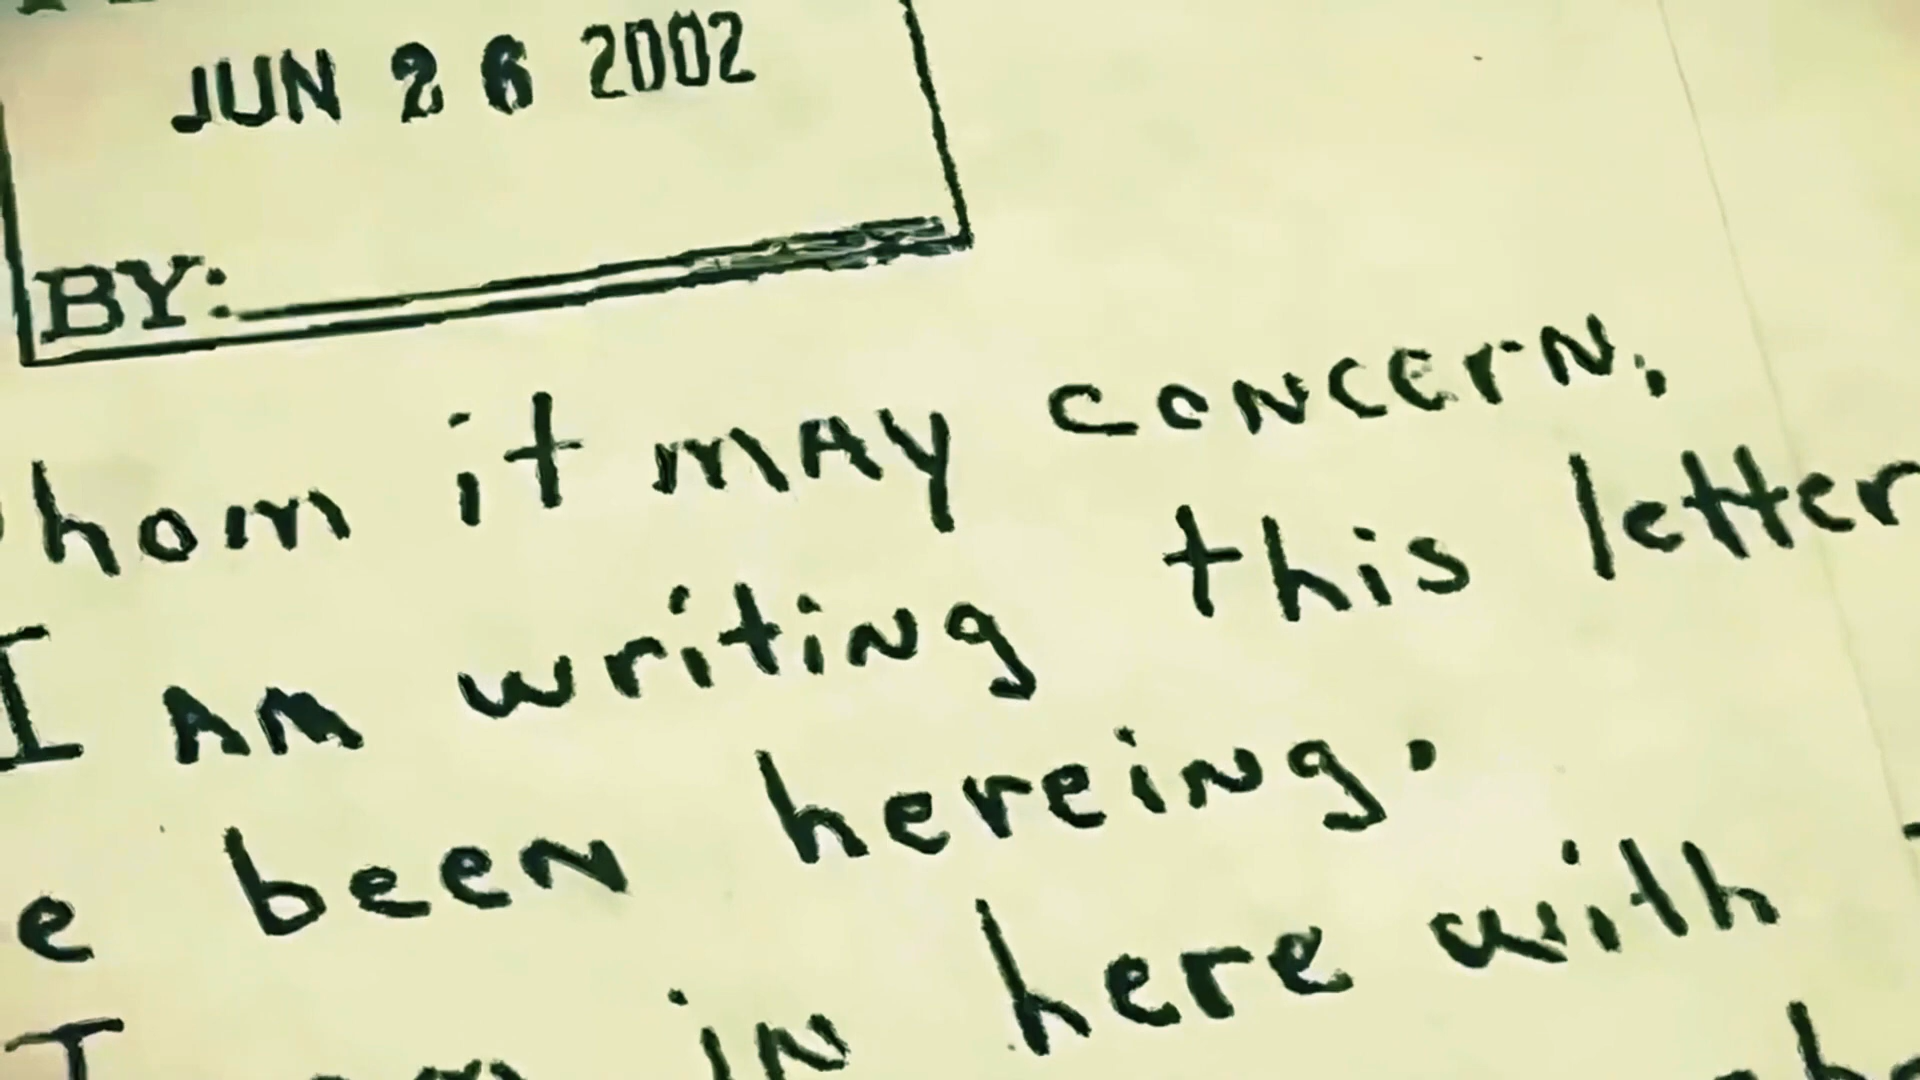 JUN 26 2002
BY:
hom it may concern,
I Am writing this letter
e been hereing.
I in here with